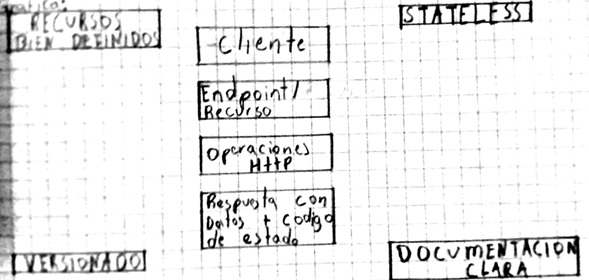 RECURSOS
BIEN DEFINIDOS
STATELESS
Cliente
Endpoint/
Recurso
Operaciones
HttP
Respuesta con
Datos + codigo
de estado
VERSIONADO
DOCUMENTACION
CLARA